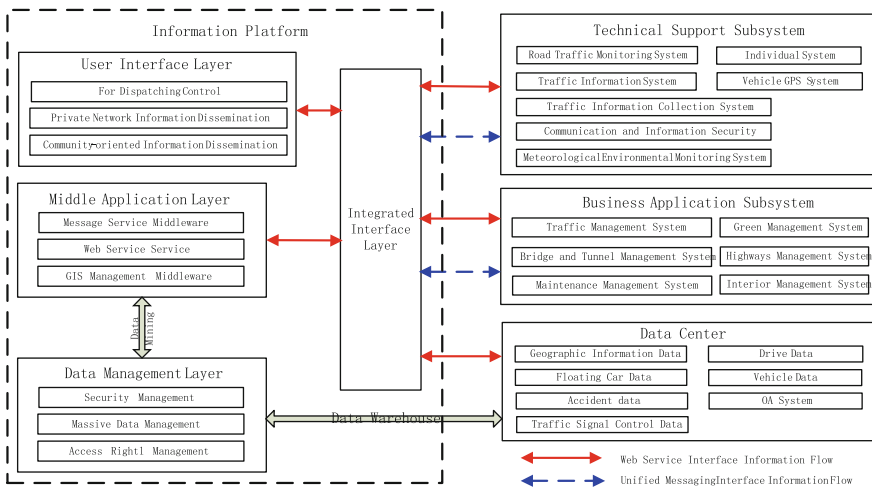 Information Platform
User Interface Layer
For Dispatching Control
Private Network Information Dissemination
Community-oriented Information Dissemination
Middle Application Layer
Message Service Middleware
Web Service Service
GIS Management Middleware
Data
Mining
Data Management Layer
Security Management
Massive Data Management
Access Rightl Management
Integrated
Interface
Layer
Data Warehouse
Technical Support Subsystem
Road Traffic Monitoring System
Individual System
Traffic Information System
Vehicle GPS System
Traffic Information Collection System
Communication and Information Security
Meteorological Environmental Monitoring System
Business Application Subsystem
Traffic Management System
Green Management System
Bridge and Tunnel Management System
Highways Management System
Maintenance Management System
Interior Management System
Data Center
Geographic Information Data
Drive Data
Floating Car Data
Vehicle Data
Accident data
OA System
Traffic Signal Control Data
Web Service Interface Information Flow
Unified Messaging Interface Information Flow